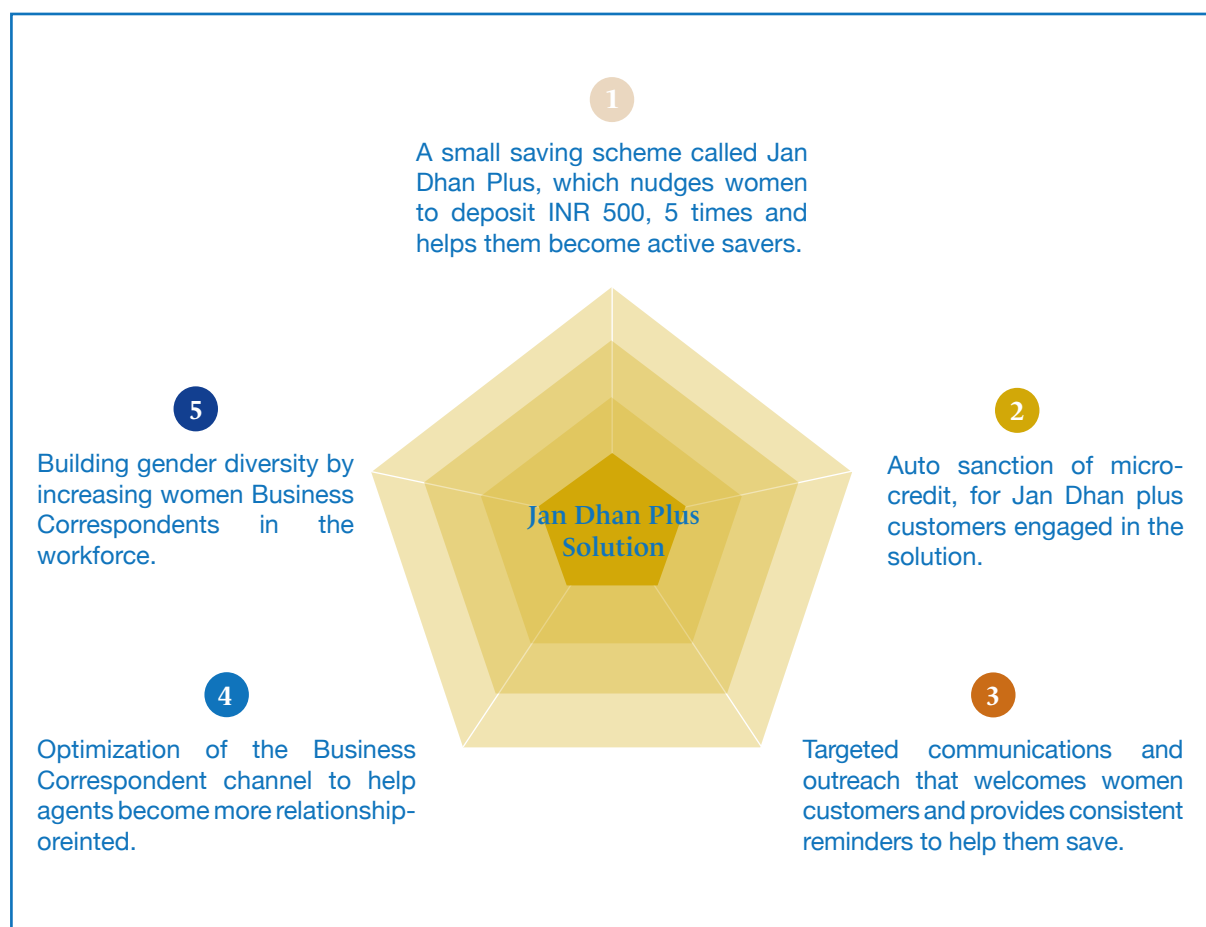 1
A small saving scheme called Jan
Dhan Plus, which nudges women
to deposit INR 500, 5 times and
helps them become active savers.
5
Building gender diversity by
increasing women Business
Correspondents in the
workforce.
2
Auto sanction of micro-
credit, for Jan Dhan plus
customers engaged in the
solution.
Jan Dhan Plus
Solution
4
Optimization of the Business
Correspondent channel to help
agents become more relationship-
oreinted.
3
Targeted communications and
outreach that welcomes women
customers and provides consistent
reminders to help them save.